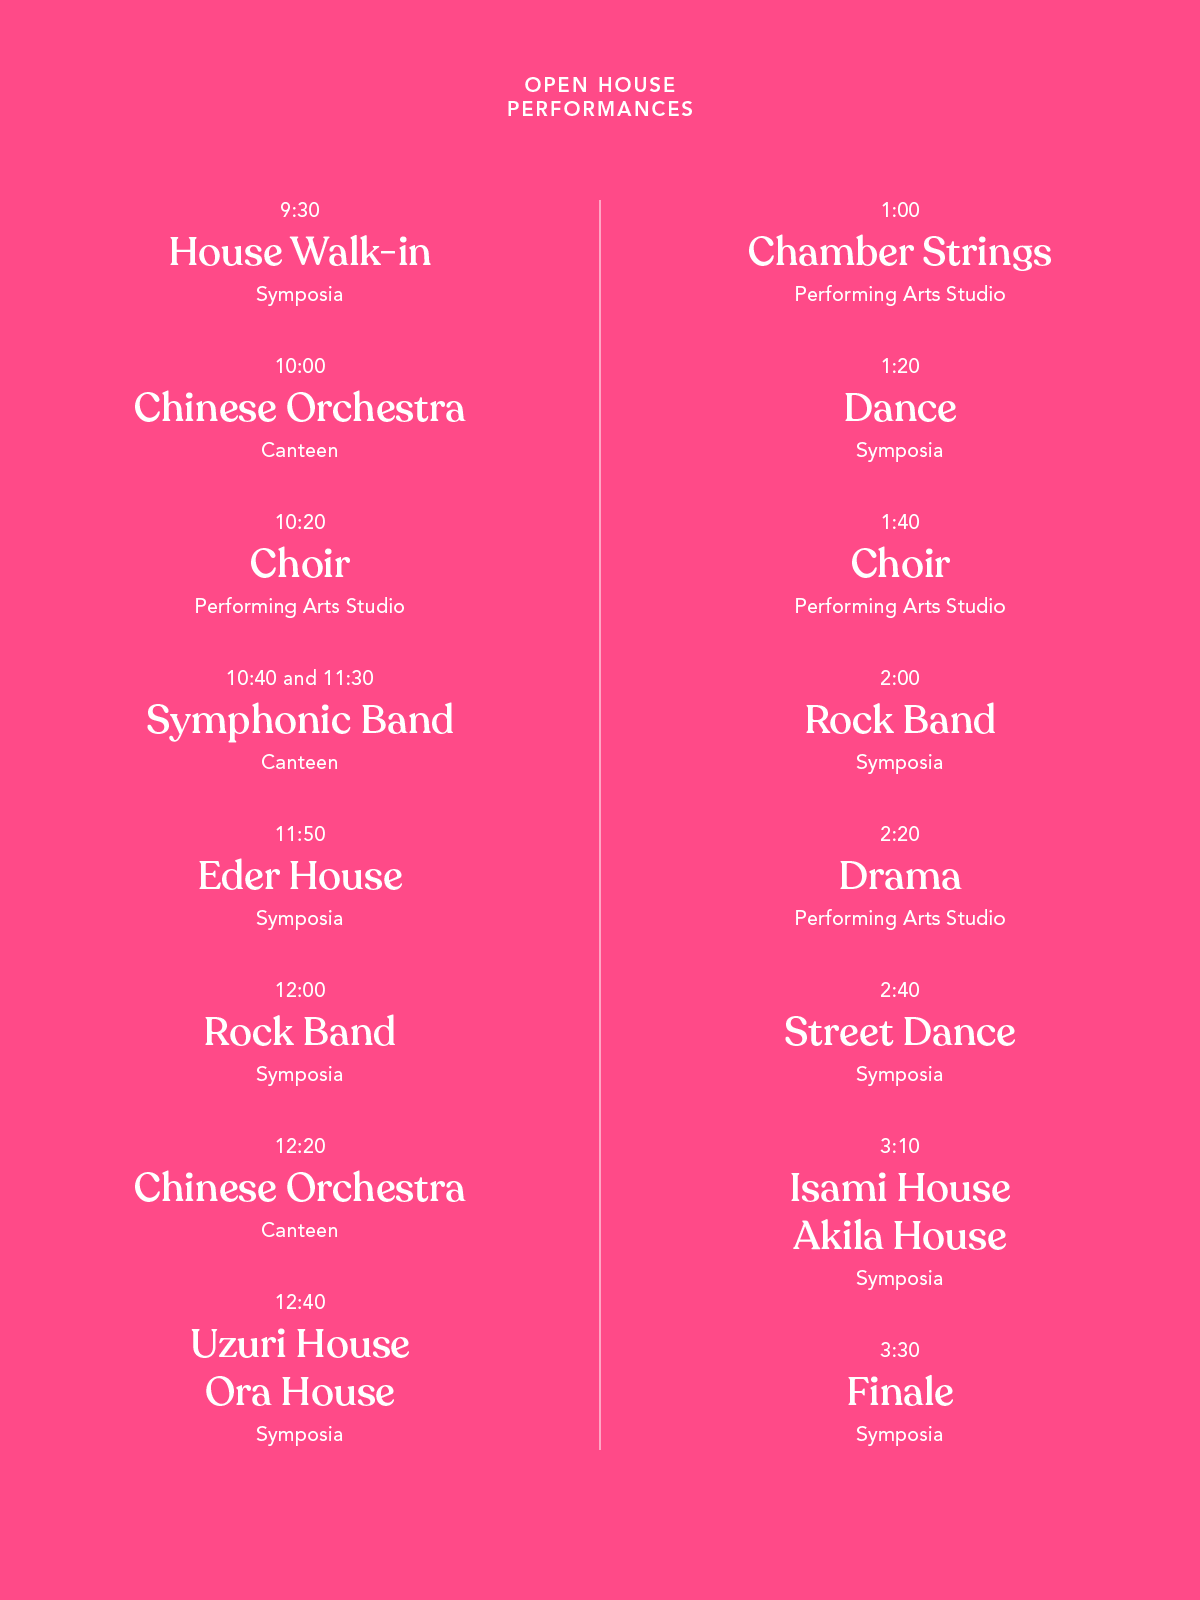 OPEN HOUSE
PERFORMANCES
9:30
House Walk-in
Symposia
10:00
Chinese Orchestra
Canteen
10:20
Choir
Performing Arts Studio
10:40 and 11:30
Symphonic Band
Canteen
11:50
Eder House
Symposia
12:00
Rock Band
Symposia
12:20
Chinese Orchestra
Canteen
12:40
Uzuri House
Ora House
Symposia
1:00
Chamber Strings
Performing Arts Studio
1:20
Dance
Symposia
1:40
Choir
Performing Arts Studio
2:00
Rock Band
Symposia
2:20
Drama
Performing Arts Studio
2:40
Street Dance
Symposia
3:10
Isami House
Akila House
Symposia
3:30
Finale
Symposia